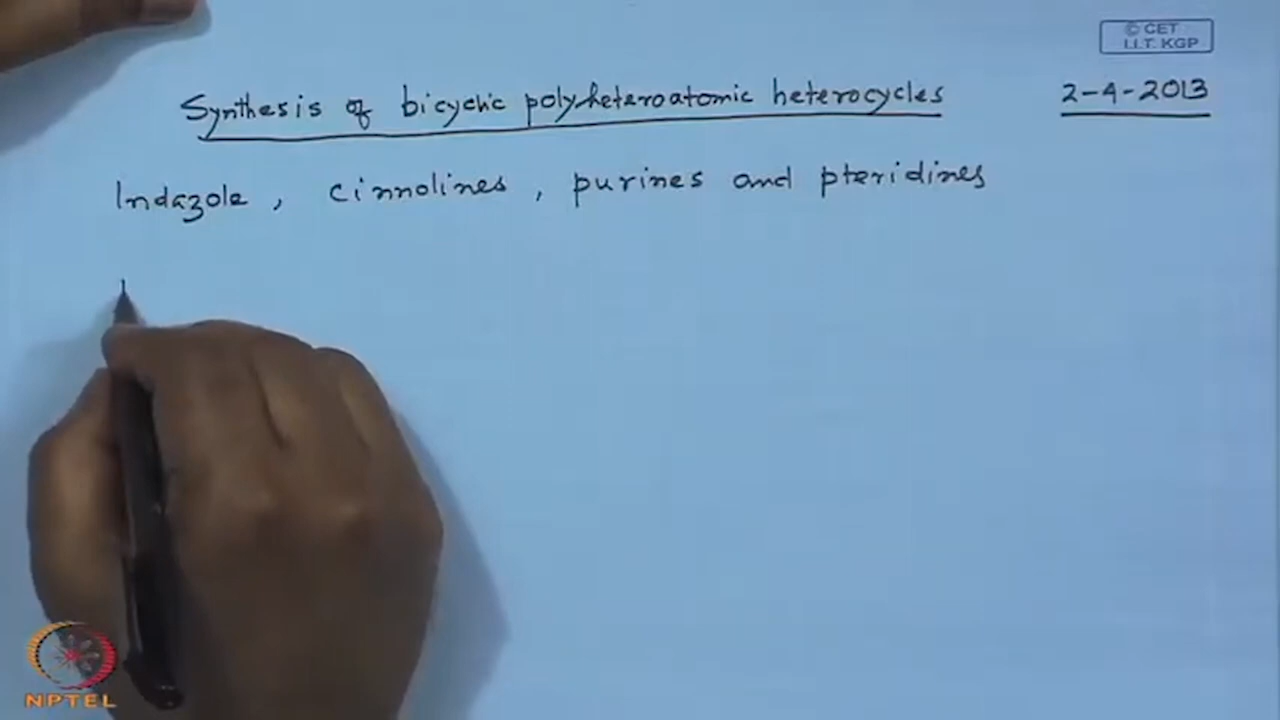 © CET
I.I.T. KGP
Synthesis of bicyclic polyheteroatomic heterocycles 2-4-2013
Indazole, cinnolines, purines and pteridines
NPTEL